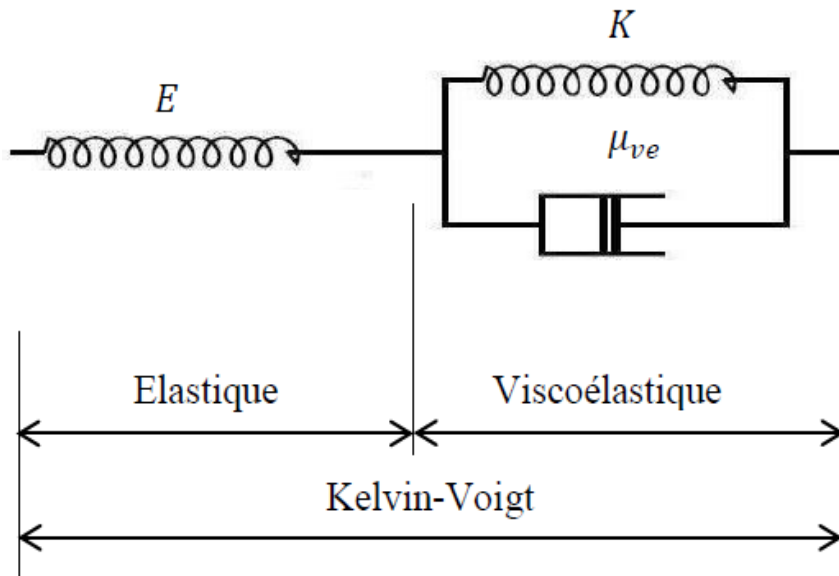 K
E
μ_ve
Elastique
Viscoélastique
Kelvin-Voigt